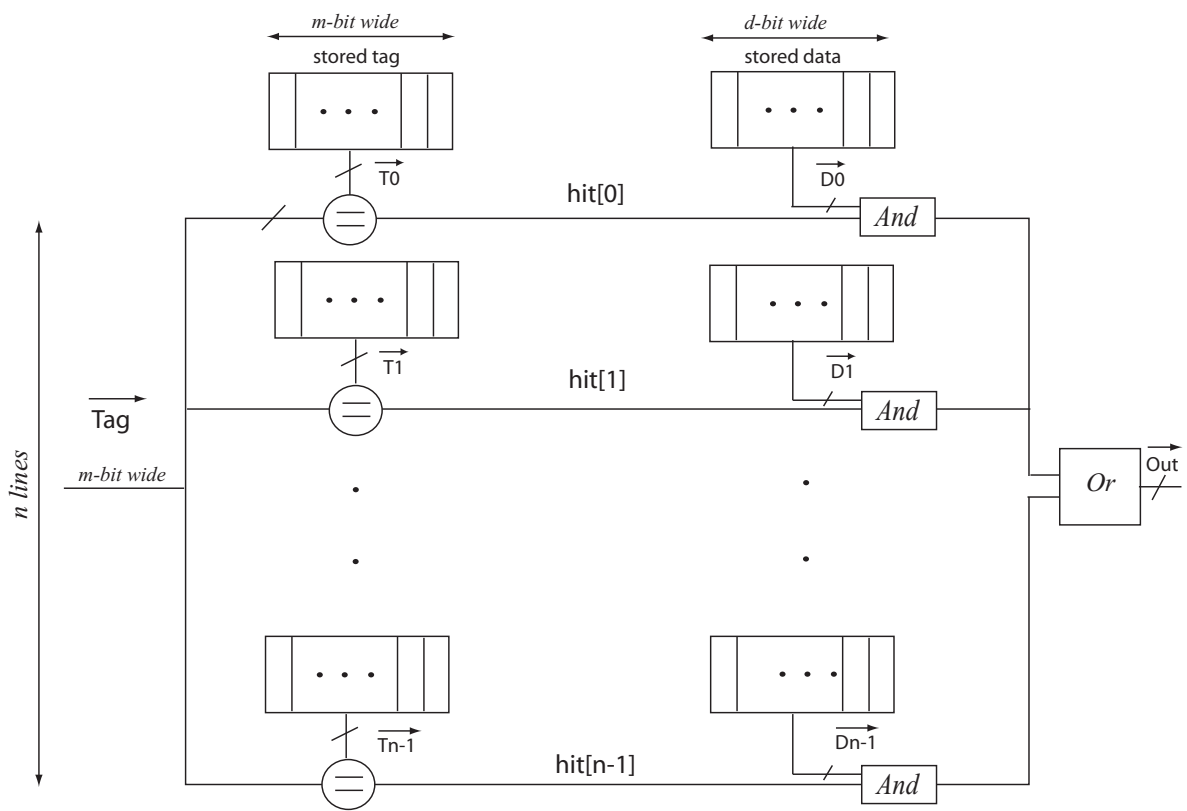 m-bit wide
d-bit wide
stored tag
stored data
T0
D0
hit[0]
And
T1
D1
hit[1]
And
Tag
m-bit wide
n lines
Or
Out
Tn-1
Dn-1
hit[n-1]
And